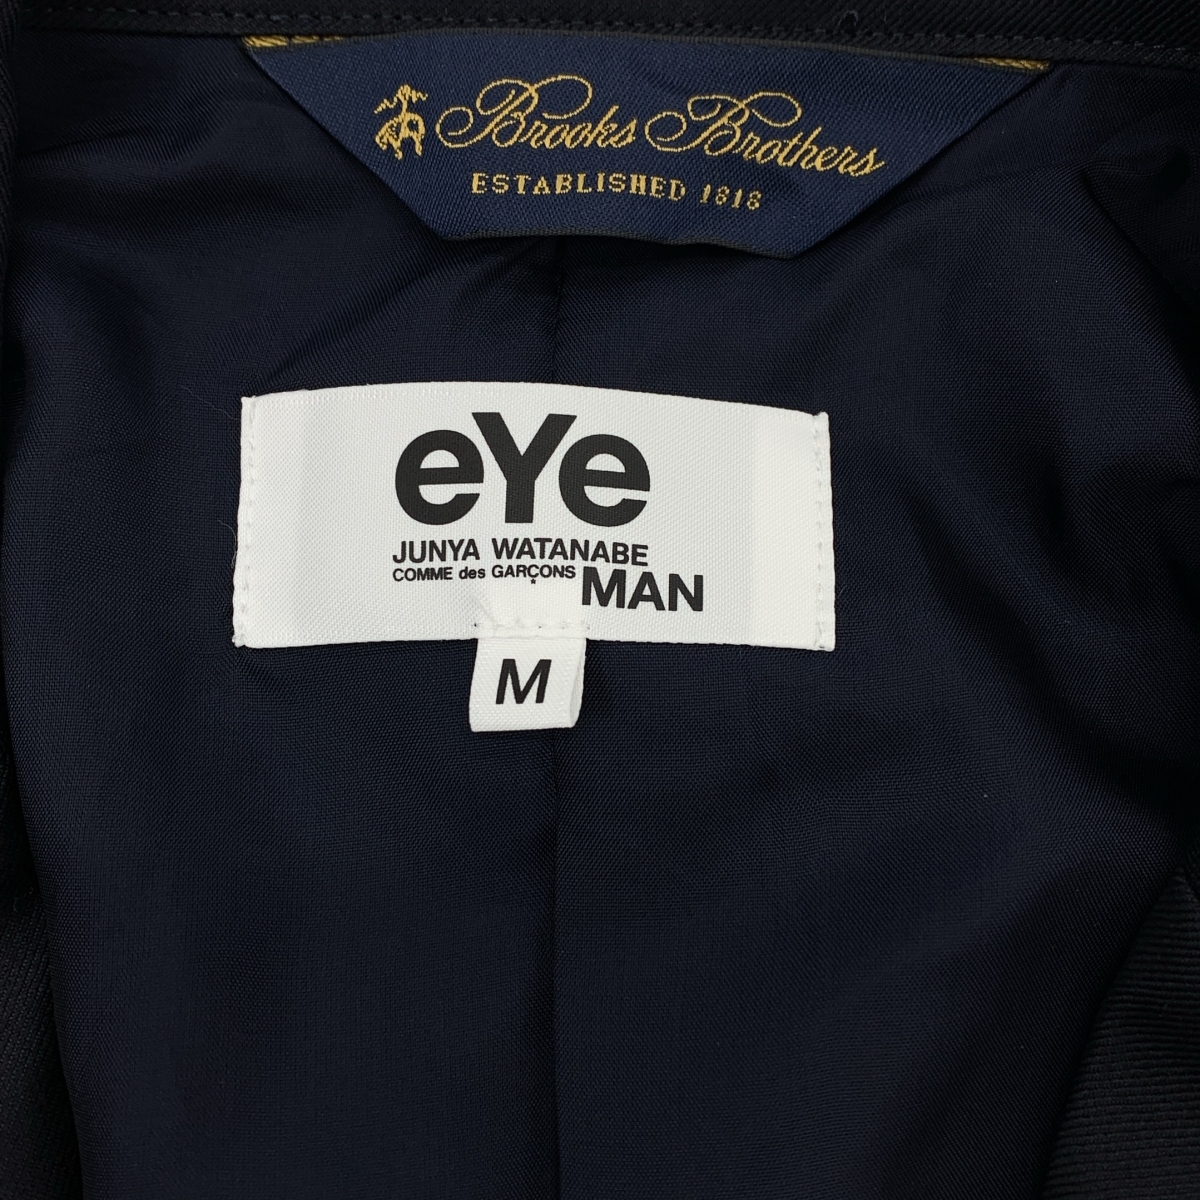 Brooks Brothers
ESTABLISHED 1818
eYe
JUNYA WATANABE
COMME des GARÇONS MAN
M